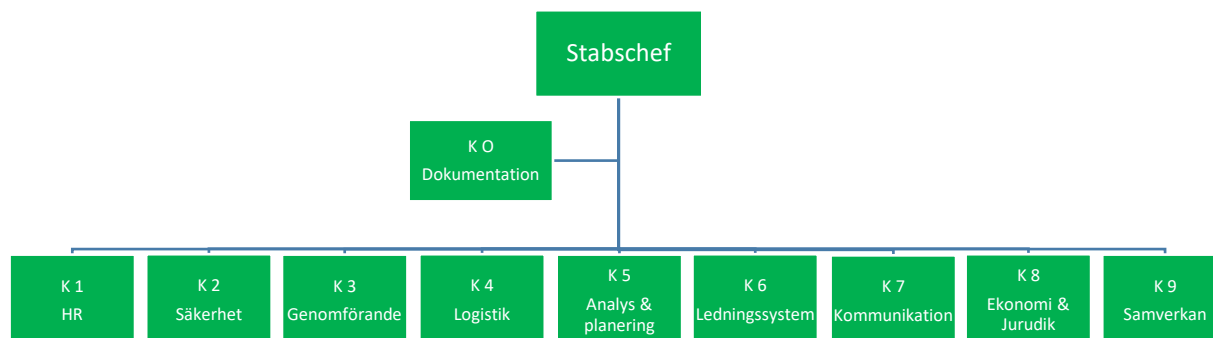 Stabschef
K O
Dokumentation
K 1
HR
K 2
Säkerhet
K 3
Genomförande
K 4
Logistik
K 5
Analys &
planering
K 6
Ledningssystem
K 7
Kommunikation
K 8
Ekonomi &
Jurudik
K 9
Samverkan